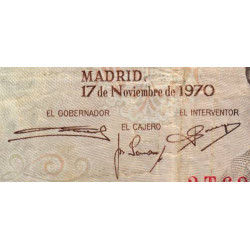 MADRID,
17 de Noviembre de 1970
EL GOBERNADOR EL INTERVENTOR
EL CAJERO